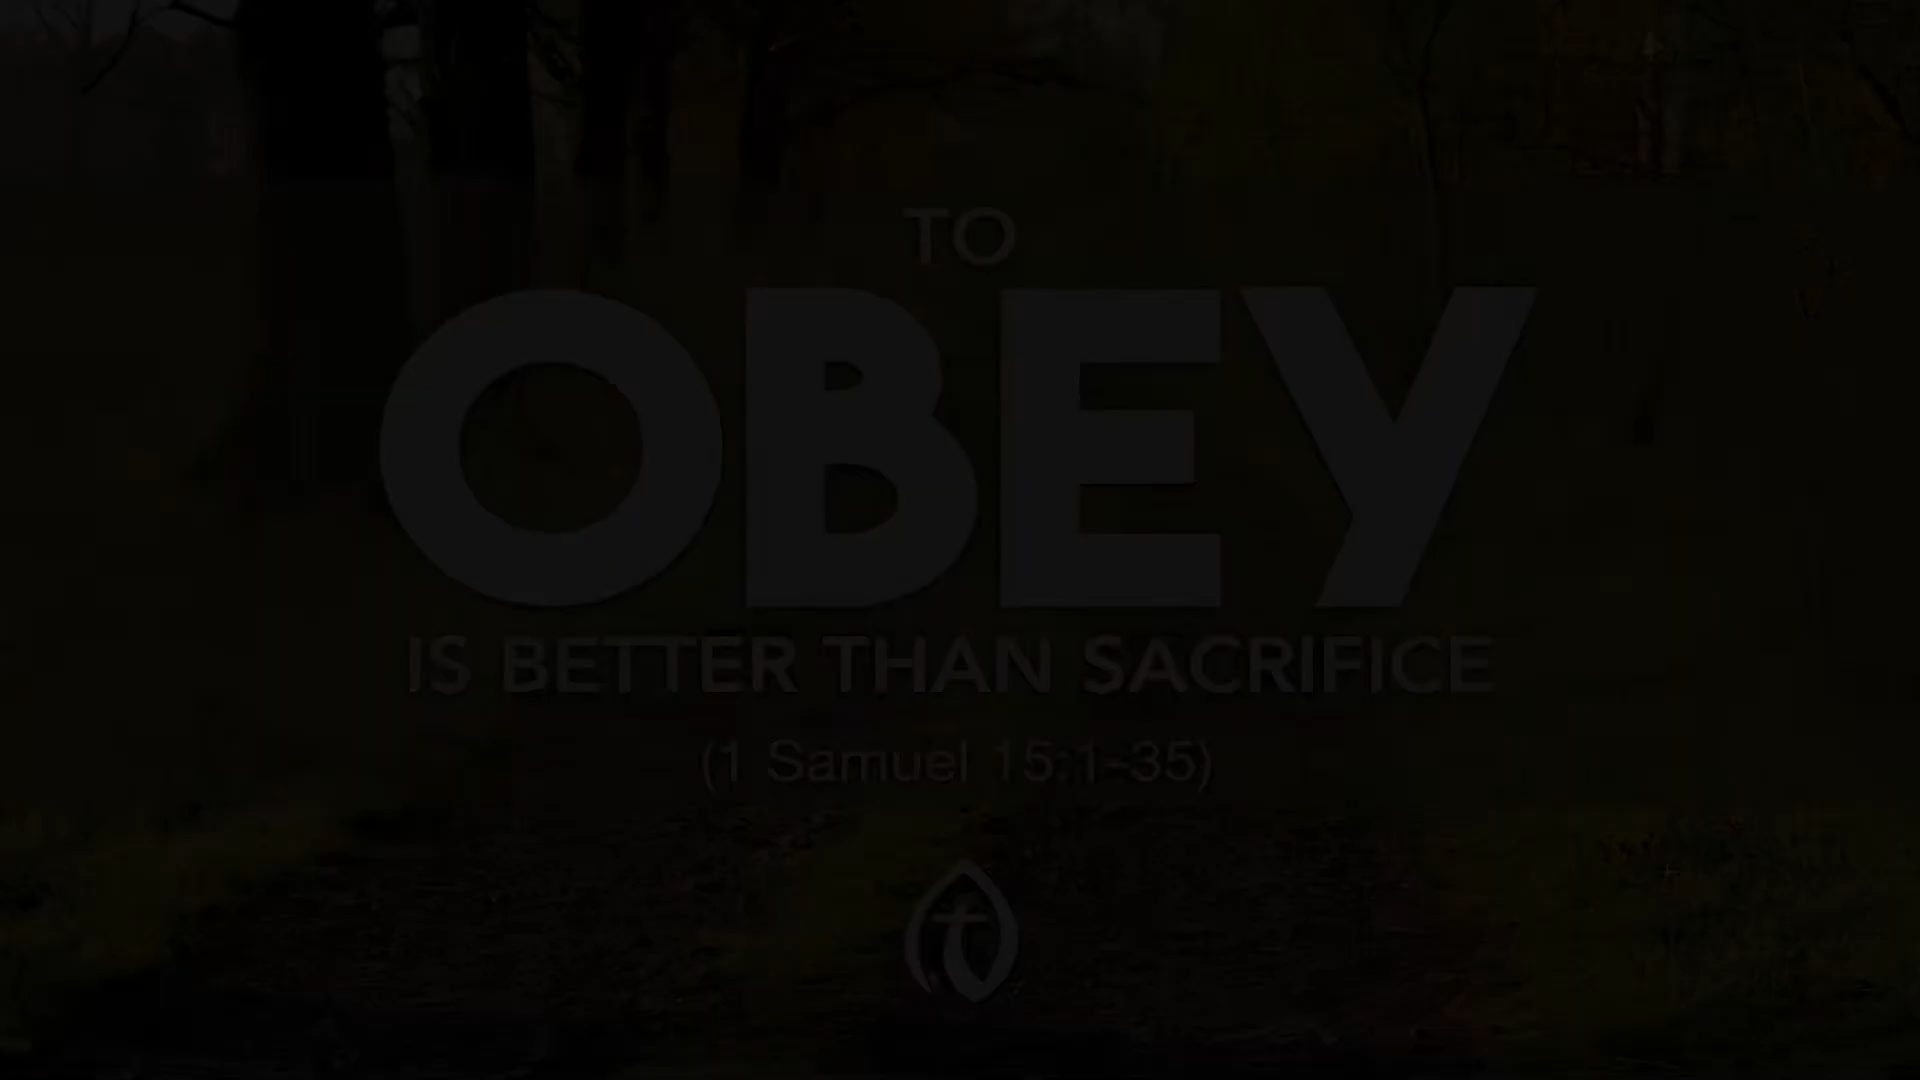 TO
OBEY
IS BETTER THAN SACRIFICE
(1 Samuel 15:1-35)